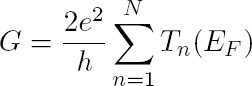 G = \frac{2e^2}{h} \sum_{n=1}^{N} T_n(E_F)